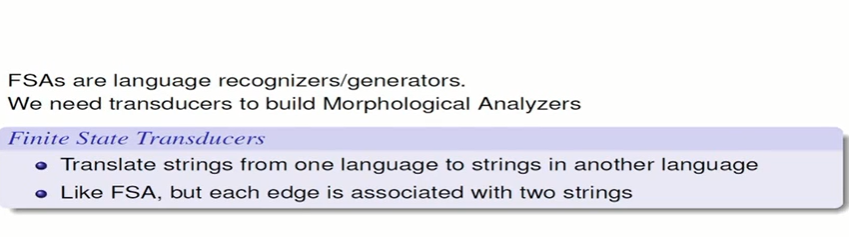 FSAs are language recognizers/generators.
We need transducers to build Morphological Analyzers
Finite State Transducers
Translate strings from one language to strings in another language
Like FSA, but each edge is associated with two strings